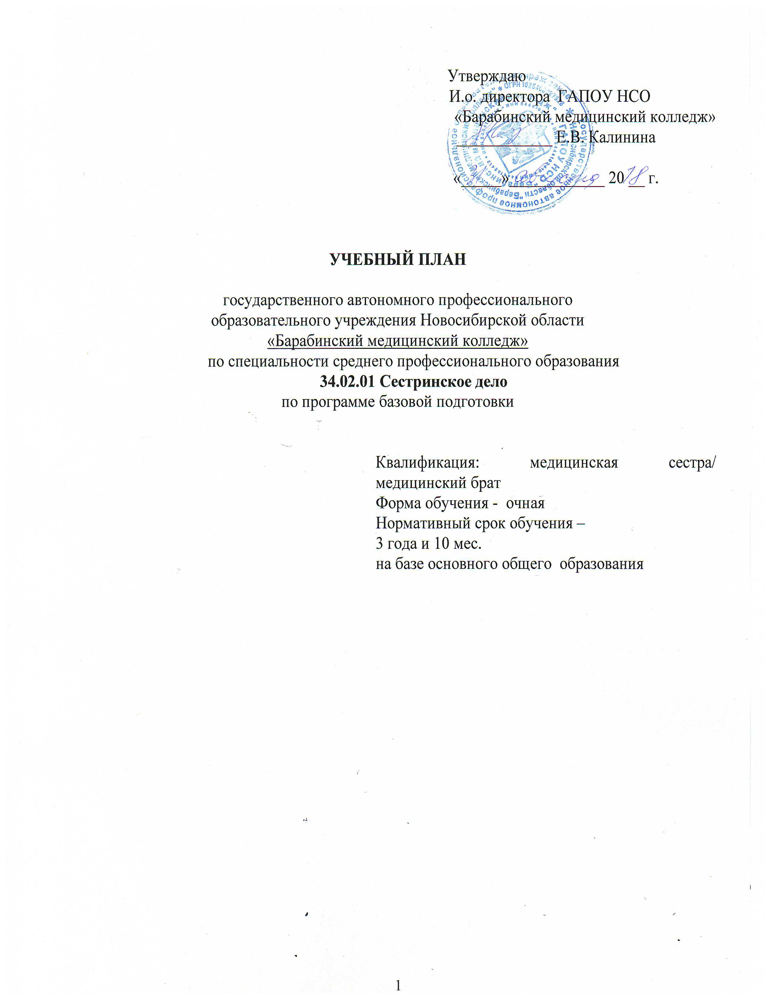 Утверждаю
И.о. директора ГАПОУ НСО
«Барабинский медицинский колледж»
____________ Е.В. Калинина
«31» августа 2018 г.
УЧЕБНЫЙ ПЛАН
государственного автономного профессионального
образовательного учреждения Новосибирской области
«Барабинский медицинский колледж»
по специальности среднего профессионального образования
34.02.01 Сестринское дело
по программе базовой подготовки
Квалификация: медицинская сестра/
медицинский брат
Форма обучения - очная
Нормативный срок обучения –
3 года и 10 мес.
на базе основного общего образования
1